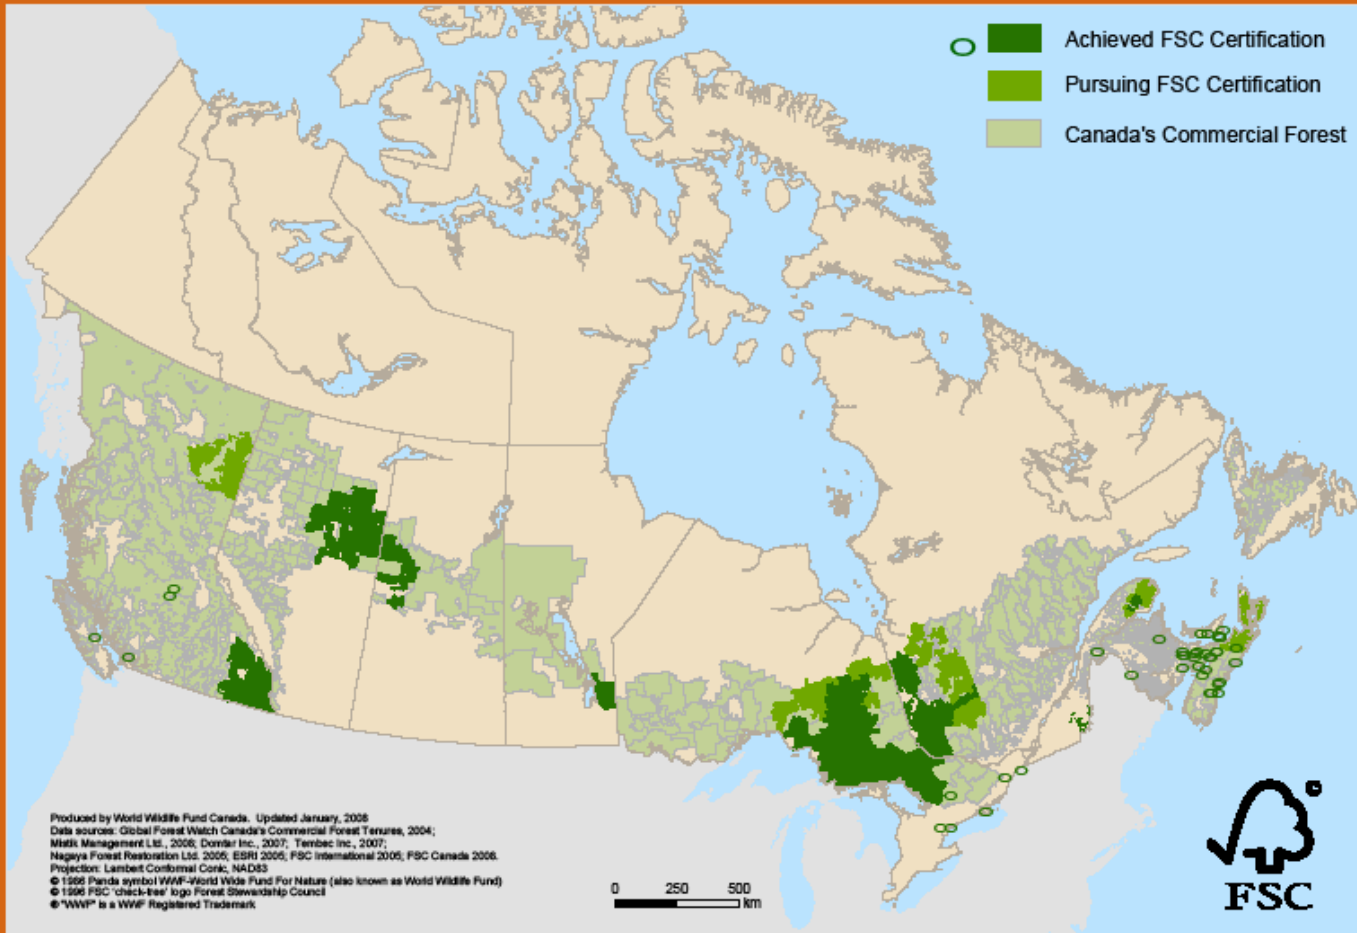 Achieved FSC Certification
Pursuing FSC Certification
Canada's Commercial Forest
Produced by World Wildlife Fund Canada. Updated January, 2008
Data sources: Global Forest Watch Canada's Commercial Forest Tenures, 2004;
Mistik Management Ltd., 2006; Domtar Inc., 2007; Tembec Inc., 2007;
Nagaya Forest Restoration Ltd. 2005; ESRI 2005; FSC International 2005; FSC Canada 2008.
Projection: Lambert Conformal Conic, NAD83
© 1986 Panda symbol WWF-World Wide Fund For Nature (also known as World Wildlife Fund)
© 1996 FSC 'check-tree' logo Forest Stewardship Council
® "WWF" is a WWF Registered Trademark
0 250 500
km
©
FSC